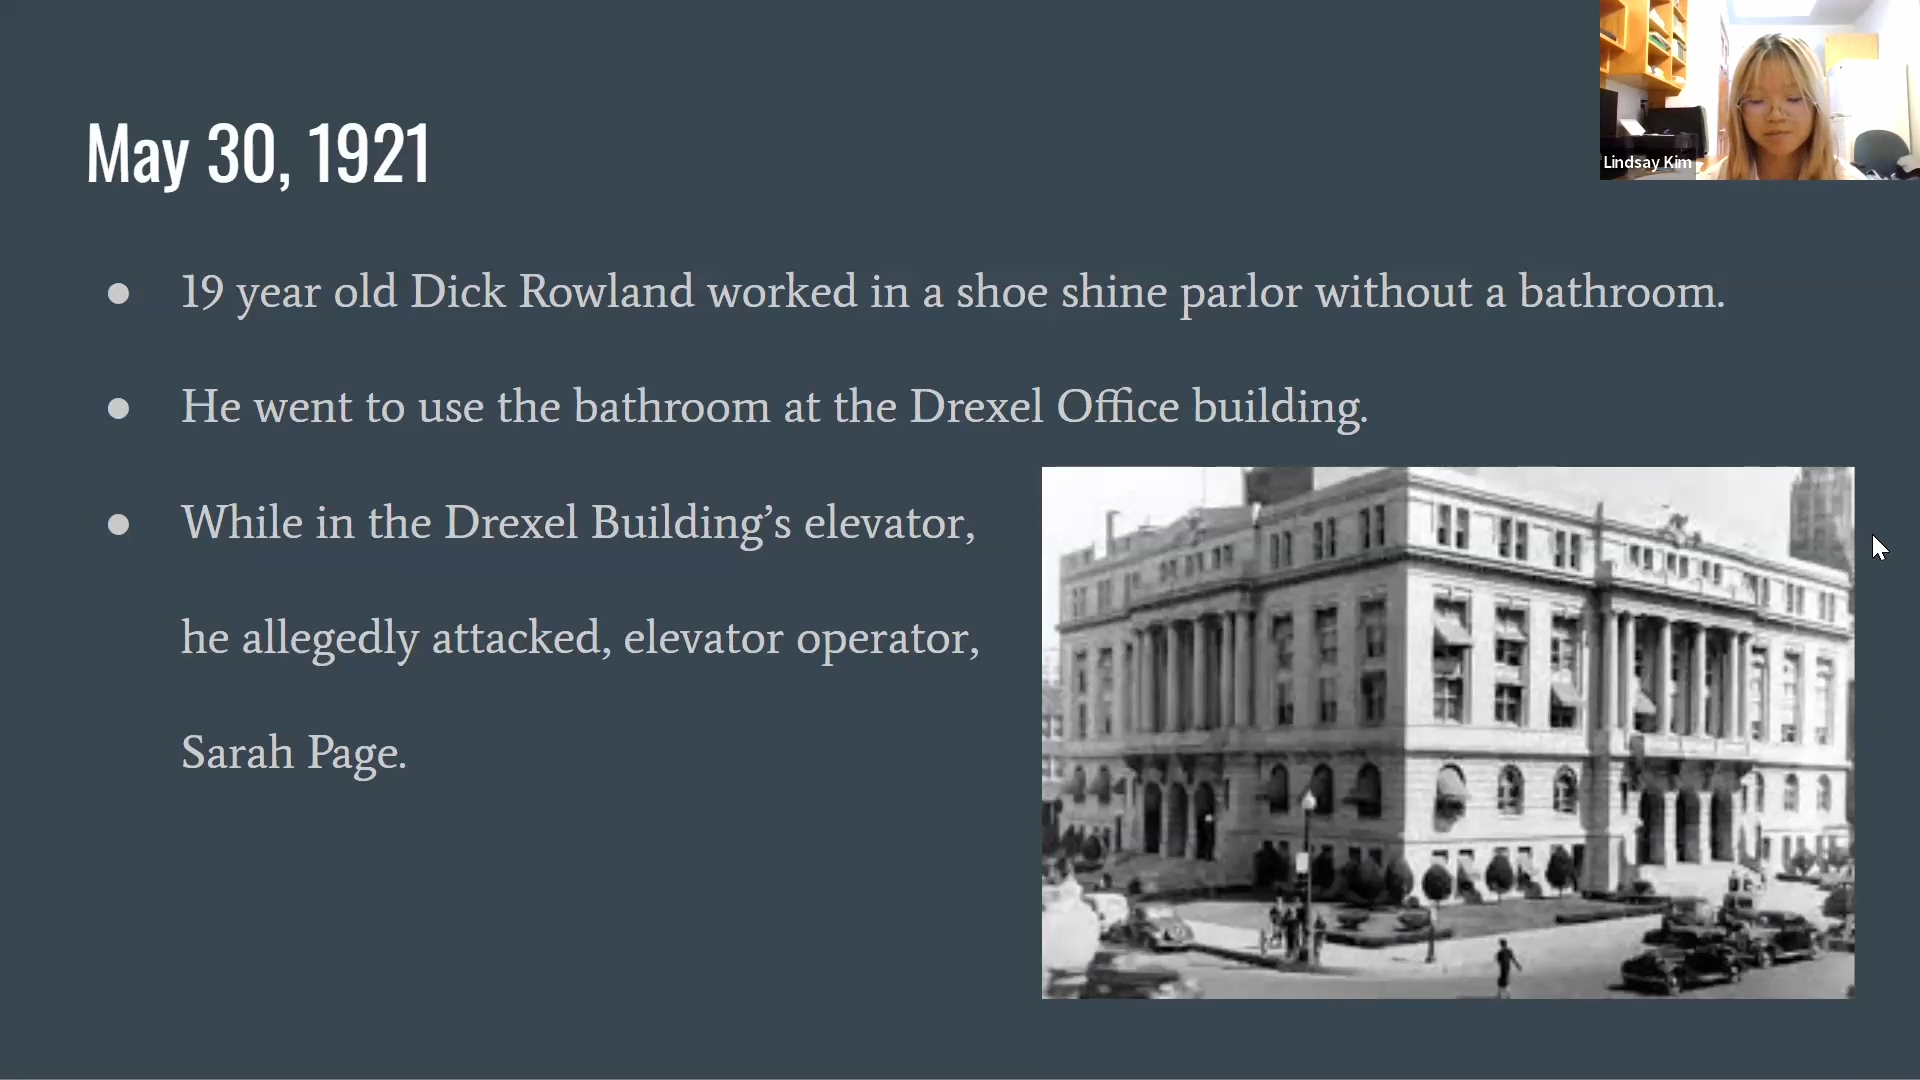 May 30, 1921
Lindsay Kim
● 19 year old Dick Rowland worked in a shoe shine parlor without a bathroom.
● He went to use the bathroom at the Drexel Office building.
● While in the Drexel Building’s elevator,
he allegedly attacked, elevator operator,
Sarah Page.